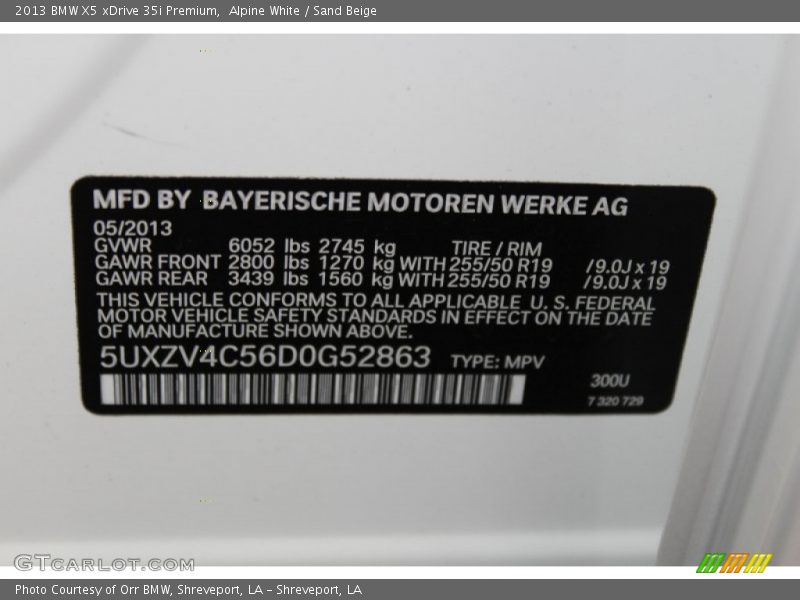 2013 BMW X5 xDrive 35i Premium,  Alpine White / Sand Beige
MFD BY BAYERISCHE MOTOREN WERKE AG
05/2013
GVWR 6052 lbs 2745 kg TIRE / RIM
GAWR FRONT 2800 lbs 1270 kg WITH 255/50 R19 /9.0J x 19
GAWR REAR 3439 lbs 1560 kg WITH 255/50 R19 /9.0J x 19
THIS VEHICLE CONFORMS TO ALL APPLICABLE U. S. FEDERAL
MOTOR VEHICLE SAFETY STANDARDS IN EFFECT ON THE DATE
OF MANUFACTURE SHOWN ABOVE.
5UXZV4C56D0G52863 TYPE: MPV
300U
7 320 729
GTCARLOT.COM
Photo Courtesy of Orr BMW, Shreveport, LA – Shreveport, LA